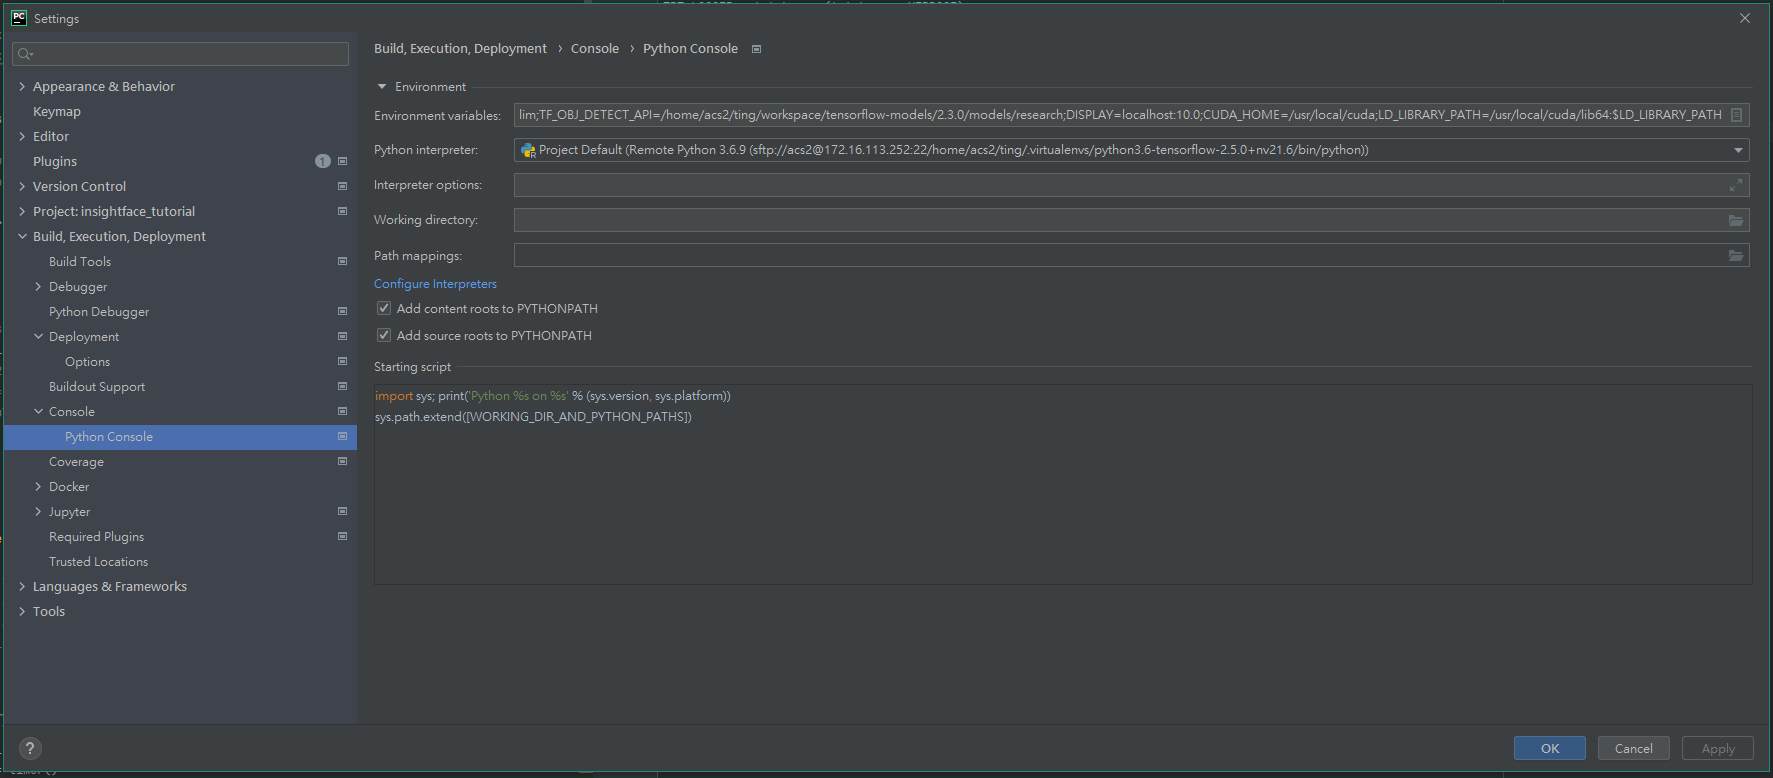 PC Settings
Build, Execution, Deployment › Console › Python Console
Appearance & Behavior
Keymap
Editor
Plugins 1
Version Control
Project: insightface_tutorial
Build, Execution, Deployment
Build Tools
Debugger
Python Debugger
Deployment
Options
Buildout Support
Console
Python Console
Coverage
Docker
Jupyter
Required Plugins
Trusted Locations
Languages & Frameworks
Tools
Environment
Environment variables: lim;TF_OBJ_DETECT_API=/home/acs2/ting/workspace/tensorflow-models/2.3.0/models/research;DISPLAY=localhost:10.0;CUDA_HOME=/usr/local/cuda;LD_LIBRARY_PATH=/usr/local/cuda/lib64:$LD_LIBRARY_PATH
Python interpreter: Project Default (Remote Python 3.6.9 (sftp://acs2@172.16.113.252:22/home/acs2/ting/.virtualenvs/python3.6-tensorflow-2.5.0+nv21.6/bin/python))
Interpreter options:
Working directory:
Path mappings:
Configure Interpreters
Add content roots to PYTHONPATH
Add source roots to PYTHONPATH
Starting script
import sys; print('Python %s on %s' % (sys.version, sys.platform))
sys.path.extend([WORKING_DIR_AND_PYTHON_PATHS])
?
OK
Cancel
Apply